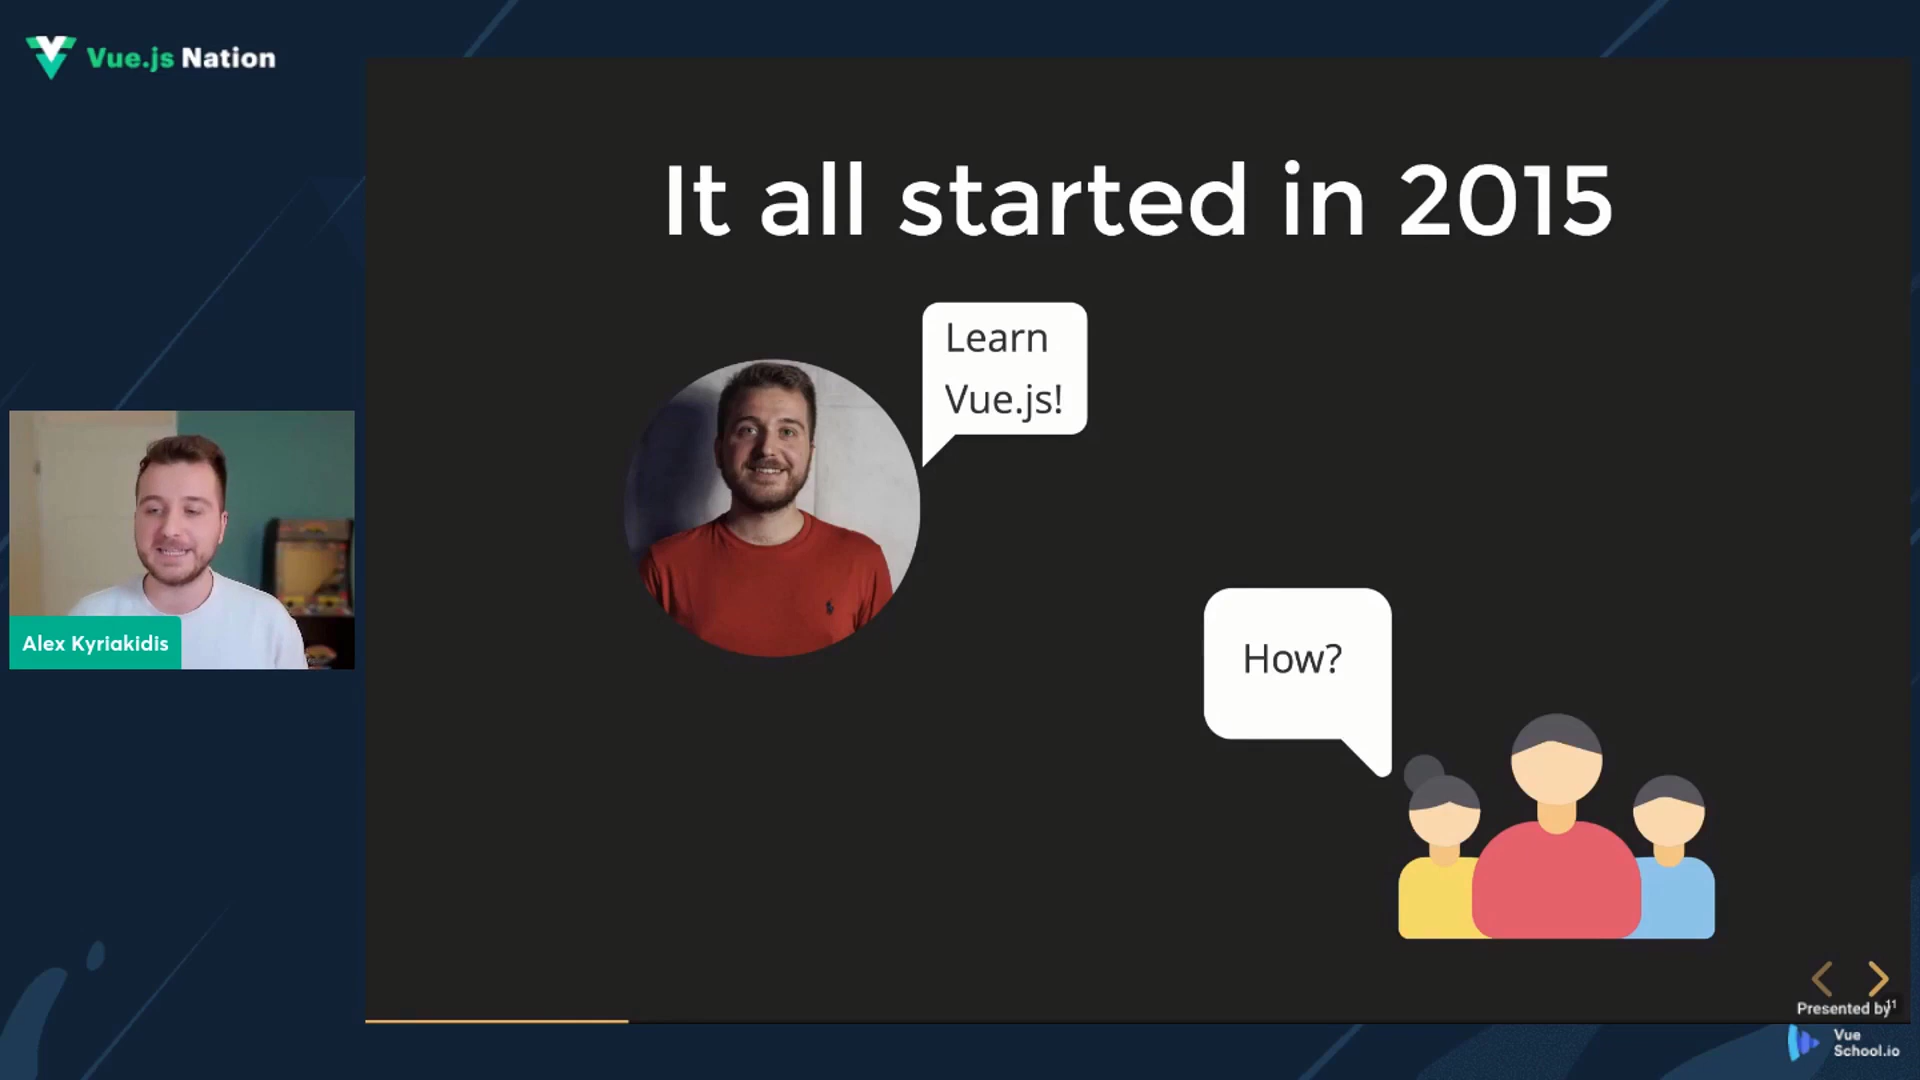 Vue.js Nation
It all started in 2015
Learn
Vue.js!
How?
Alex Kyriakidis
11
Presented by
Vue
School.io